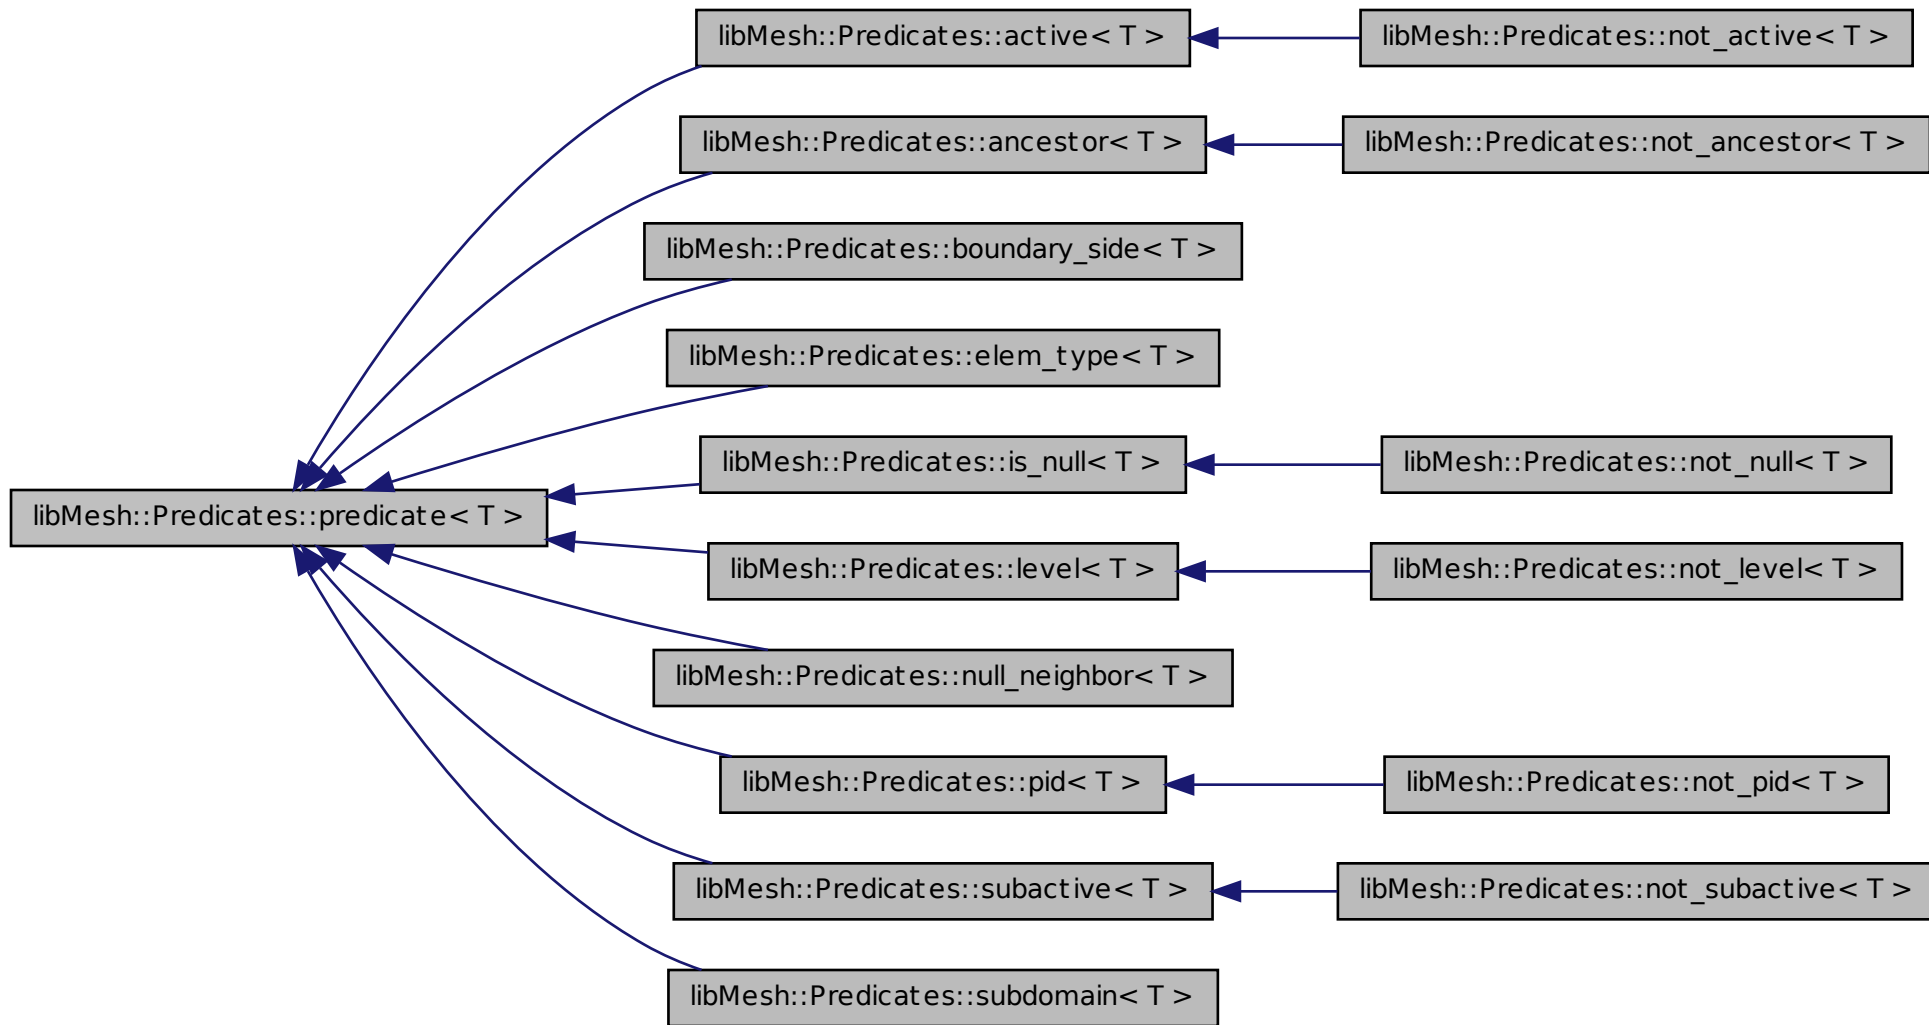 libMesh::Predicates::active< T >
libMesh::Predicates::not_active< T >
libMesh::Predicates::ancestor< T >
libMesh::Predicates::not_ancestor< T >
libMesh::Predicates::boundary_side< T >
libMesh::Predicates::elem_type< T >
libMesh::Predicates::is_null< T >
libMesh::Predicates::not_null< T >
libMesh::Predicates::predicate< T >
libMesh::Predicates::level< T >
libMesh::Predicates::not_level< T >
libMesh::Predicates::null_neighbor< T >
libMesh::Predicates::pid< T >
libMesh::Predicates::not_pid< T >
libMesh::Predicates::subactive< T >
libMesh::Predicates::not_subactive< T >
libMesh::Predicates::subdomain< T >